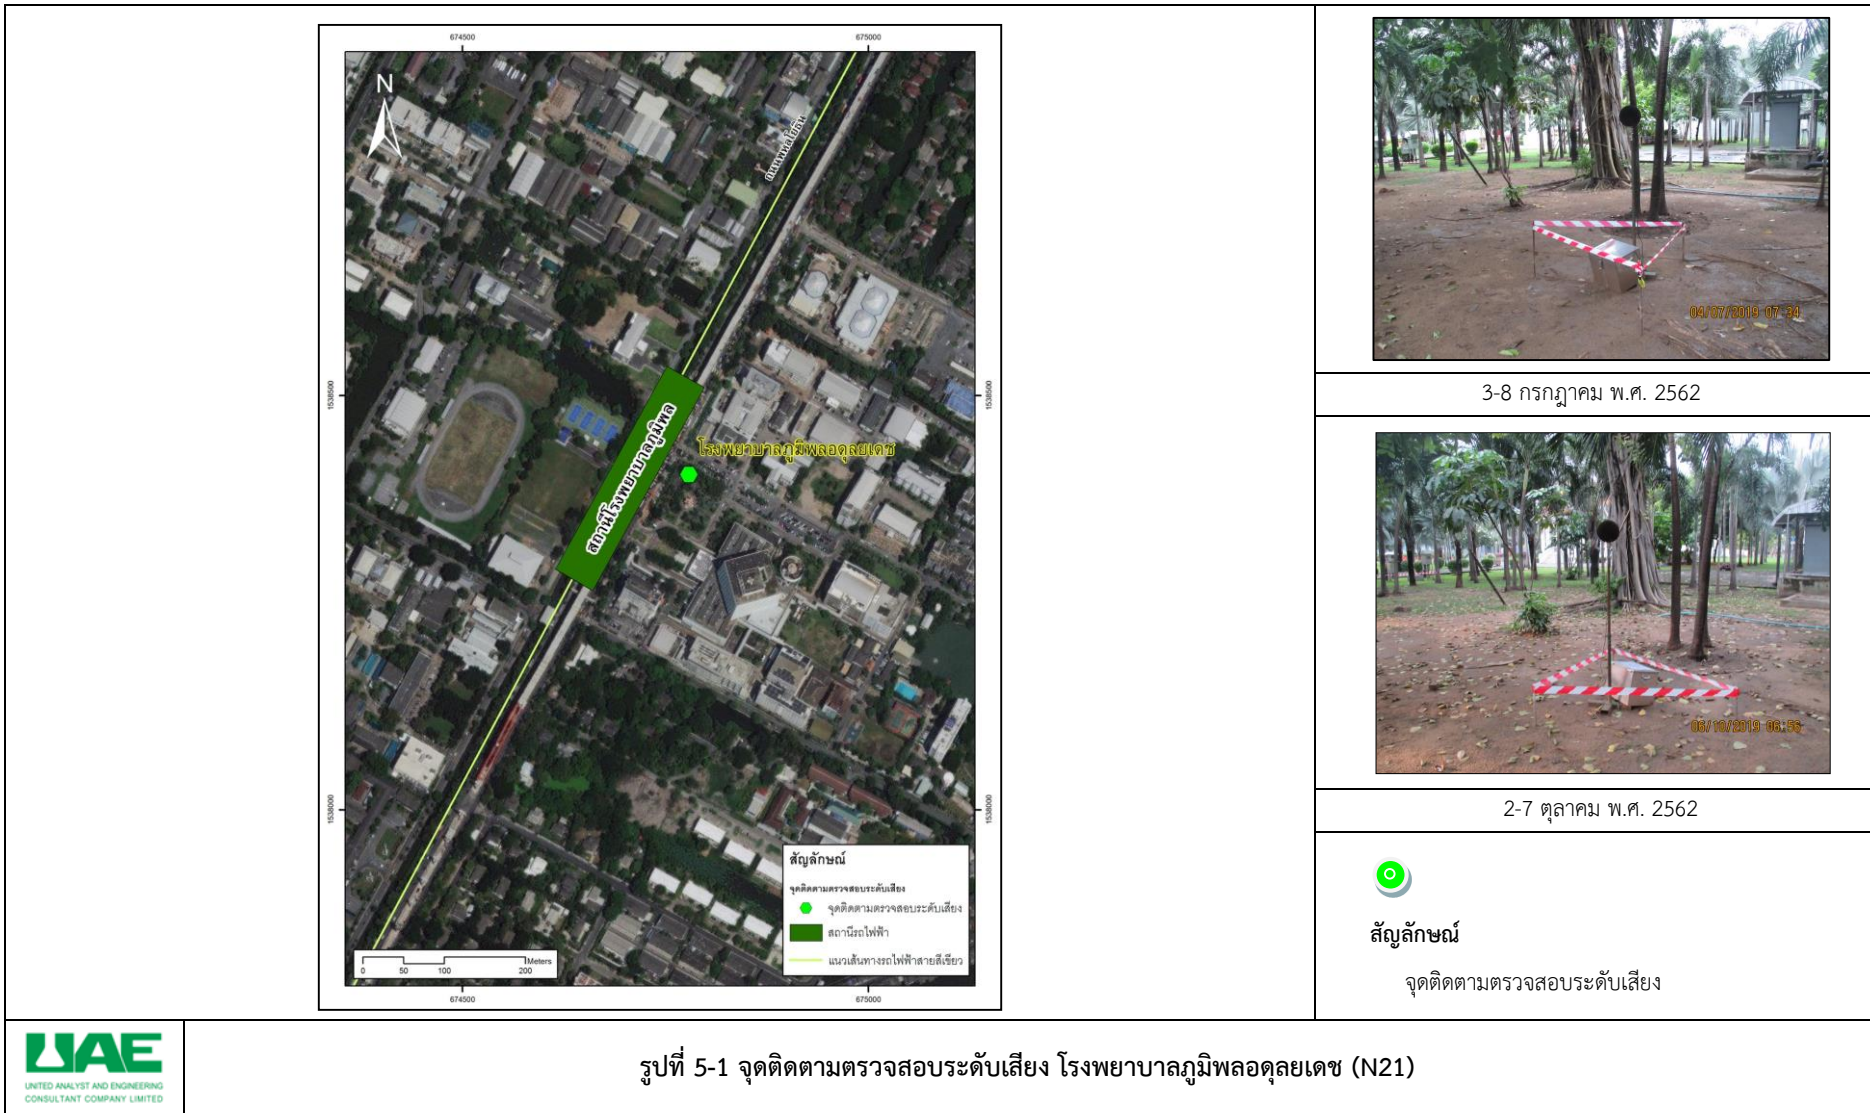 674500
675000
N
ถนนพหลโยธิน
1538500
1538500
สถานีโรงพยาบาลภูมิพล
โรงพยาบาลภูมิพลอดุลยเดช
1538000
1538000
สัญลักษณ์
จุดติดตามตรวจสอบระดับเสียง
จุดติดตามตรวจสอบระดับเสียง
สถานีรถไฟฟ้า
แนวเส้นทางรถไฟฟ้าสายสีเขียว
Meters
0 50 100 200
674500
675000
04/07/2019 07:34
3-8 กรกฎาคม พ.ศ. 2562
06/10/2019 06:56
2-7 ตุลาคม พ.ศ. 2562
สัญลักษณ์
จุดติดตามตรวจสอบระดับเสียง
UAE
UNITED ANALYST AND ENGINEERING
CONSULTANT COMPANY LIMITED
รูปที่ 5-1 จุดติดตามตรวจสอบระดับเสียง โรงพยาบาลภูมิพลอดุลยเดช (N21)